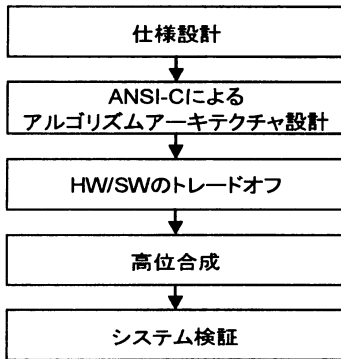 仕様設計
ANSI-Cによる
アルゴリズムアーキテクチャ設計
HW/SWのトレードオフ
高位合成
システム検証